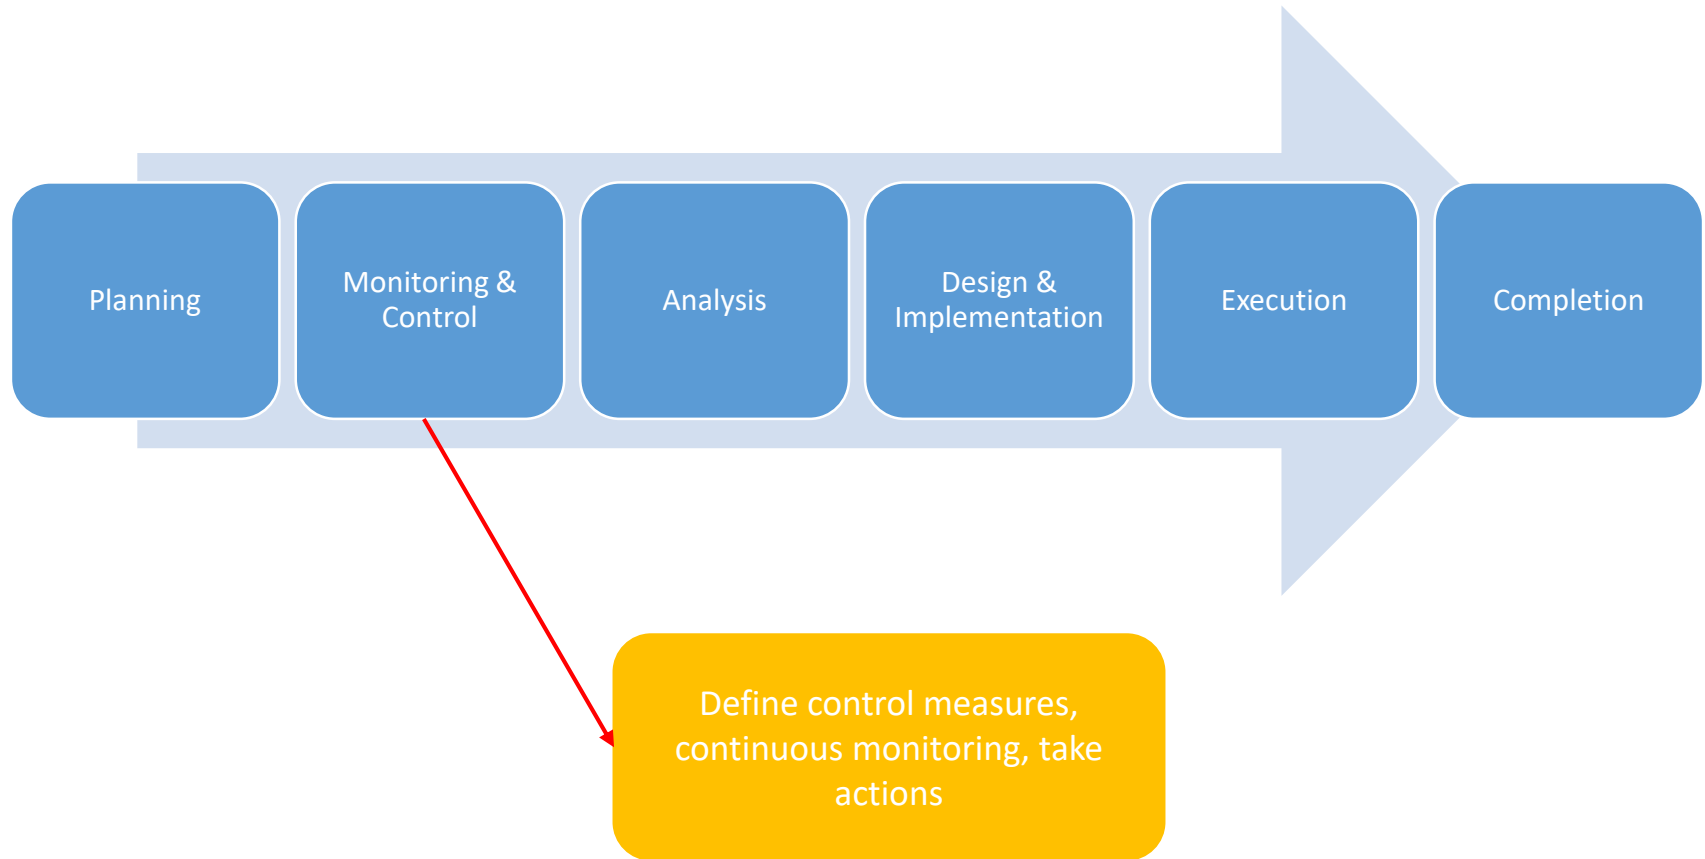 Planning
Monitoring &
Control
Analysis
Design &
Implementation
Execution
Completion
Define control measures,
continuous monitoring, take
actions